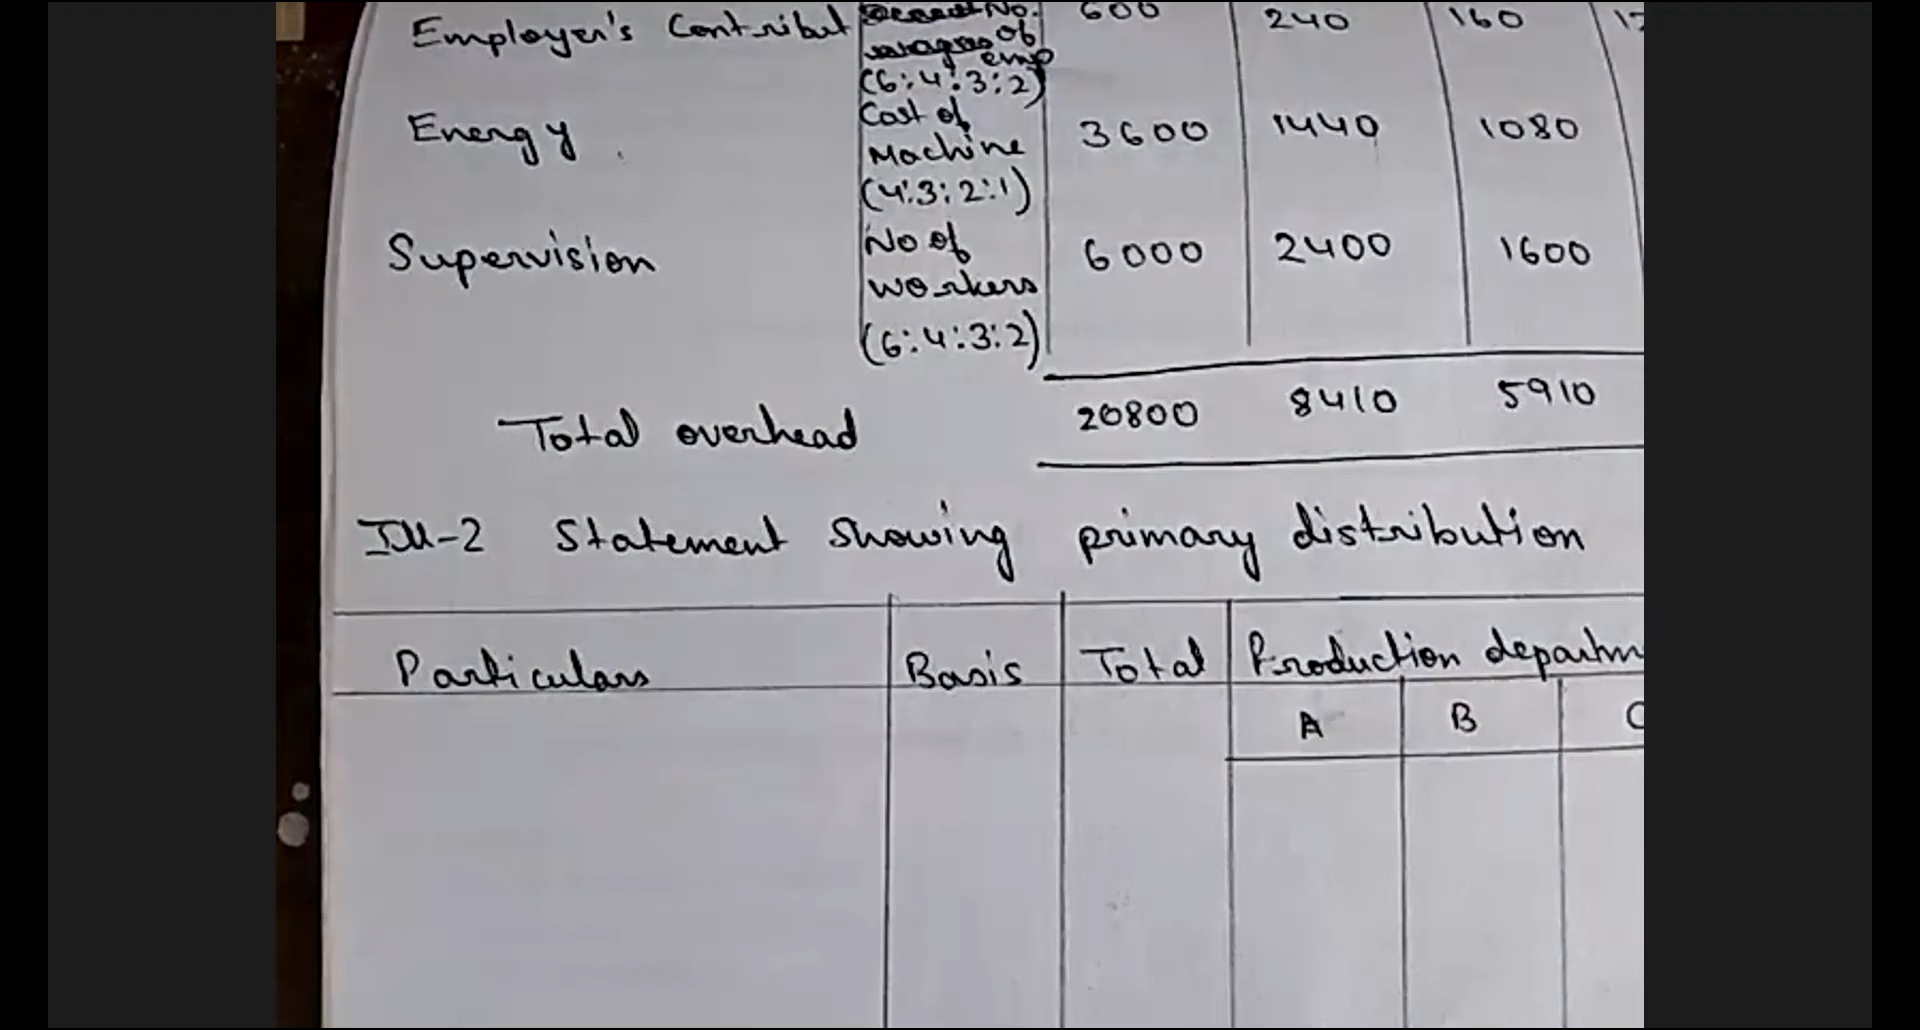 Employer's Contribut No. of emp (6:4:3:2) 600 240 160
Energy Cost of Machine (4:3:2:1) 3600 1440 1080
Supervision No of workers (6:4:3:2) 6000 2400 1600
Total overhead 20800 8410 5910
Ill-2 Statement showing primary distribution
Particulars Basis Total Production departm
A B C